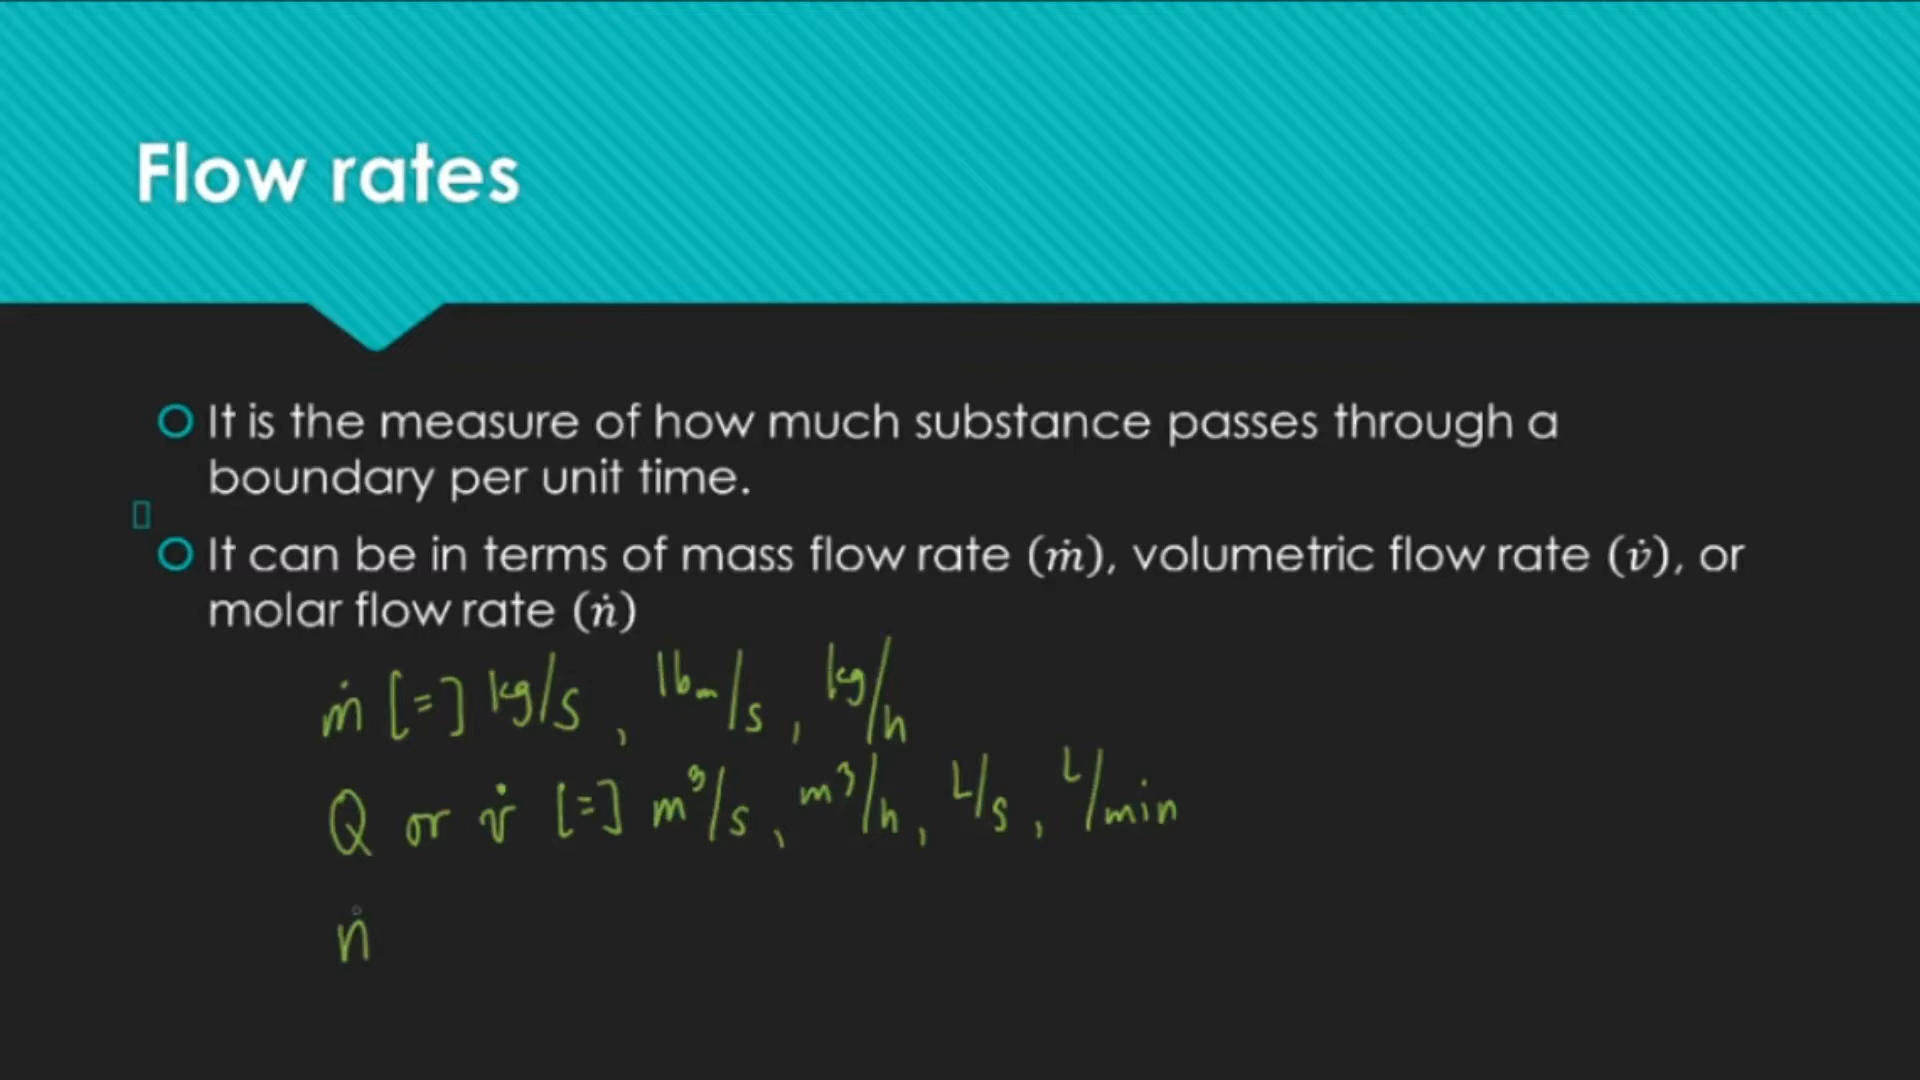 Flow rates
It is the measure of how much substance passes through a
boundary per unit time.
It can be in terms of mass flow rate (ṁ), volumetric flow rate (v̇), or
molar flow rate (ṅ)
ṁ [=] kg/s , lbm/s , kg/h
Q or v̇ [=] m³/s , m³/h , L/s , L/min
ṅ